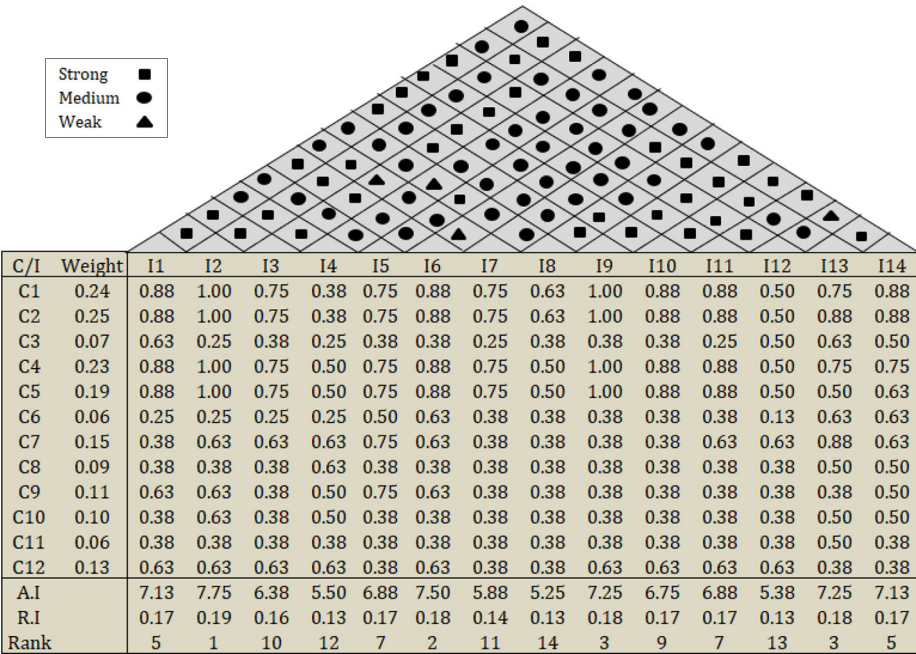 Strong
Medium
Weak
C/I Weight I1 I2 I3 I4 I5 I6 I7 I8 I9 I10 I11 I12 I13 I14
C1 0.24 0.88 1.00 0.75 0.38 0.75 0.88 0.75 0.63 1.00 0.88 0.88 0.50 0.75 0.88
C2 0.25 0.88 1.00 0.75 0.38 0.75 0.88 0.75 0.63 1.00 0.88 0.88 0.50 0.88 0.88
C3 0.07 0.63 0.25 0.38 0.25 0.38 0.38 0.25 0.38 0.38 0.38 0.25 0.50 0.63 0.50
C4 0.23 0.88 1.00 0.75 0.50 0.75 0.88 0.75 0.50 1.00 0.88 0.88 0.50 0.75 0.75
C5 0.19 0.88 1.00 0.75 0.50 0.75 0.88 0.75 0.50 1.00 0.88 0.88 0.50 0.50 0.63
C6 0.06 0.25 0.25 0.25 0.25 0.50 0.63 0.38 0.38 0.38 0.38 0.38 0.13 0.63 0.63
C7 0.15 0.38 0.63 0.63 0.63 0.75 0.63 0.38 0.38 0.38 0.38 0.63 0.63 0.88 0.63
C8 0.09 0.38 0.38 0.38 0.63 0.38 0.38 0.38 0.38 0.38 0.38 0.38 0.38 0.50 0.50
C9 0.11 0.63 0.63 0.38 0.50 0.75 0.63 0.38 0.38 0.38 0.38 0.38 0.38 0.38 0.50
C10 0.10 0.38 0.63 0.38 0.50 0.38 0.38 0.38 0.38 0.38 0.38 0.38 0.38 0.50 0.50
C11 0.06 0.38 0.38 0.38 0.38 0.38 0.38 0.38 0.38 0.38 0.38 0.38 0.38 0.50 0.38
C12 0.13 0.63 0.63 0.63 0.63 0.38 0.63 0.38 0.38 0.63 0.63 0.63 0.63 0.38 0.38
A.I 7.13 7.75 6.38 5.50 6.88 7.50 5.88 5.25 7.25 6.75 6.88 5.38 7.25 7.13
R.I 0.17 0.19 0.16 0.13 0.17 0.18 0.14 0.13 0.18 0.17 0.17 0.13 0.18 0.17
Rank 5 1 10 12 7 2 11 14 3 9 7 13 3 5